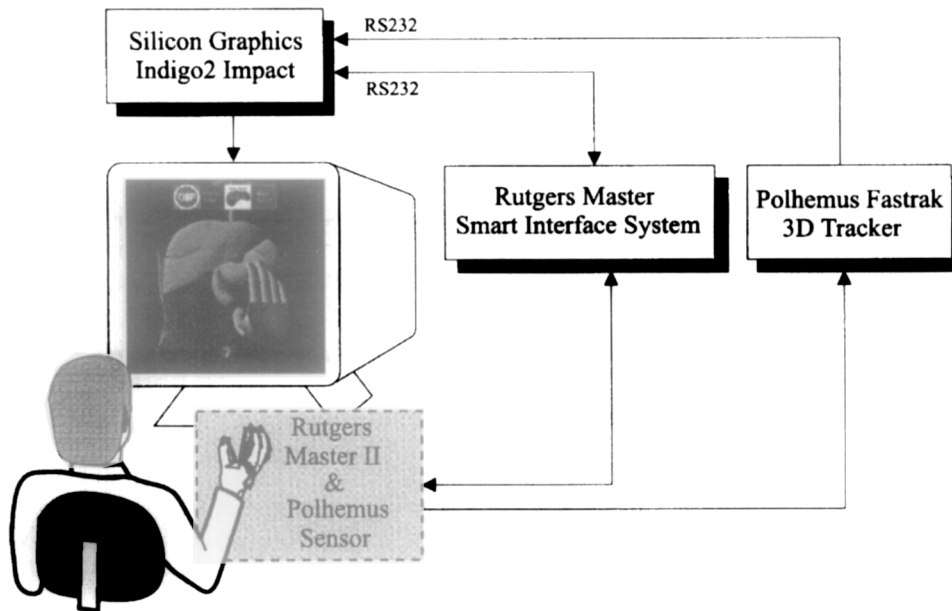 Silicon Graphics
Indigo2 Impact
RS232
RS232
Rutgers Master
Smart Interface System
Polhemus Fastrak
3D Tracker
Rutgers
Master II
&
Polhemus
Sensor